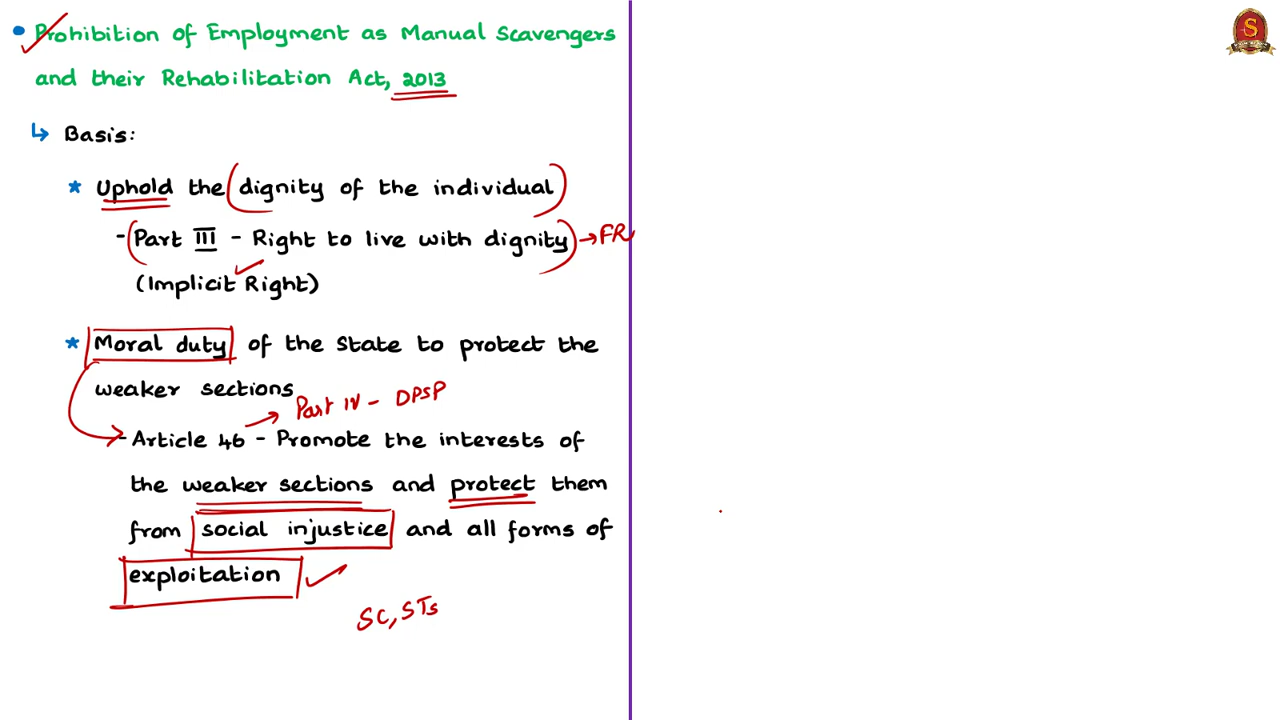 • Prohibition of Employment as Manual Scavengers
and their Rehabilitation Act, 2013
↳ Basis:
* Uphold the (dignity of the individual)
- (Part III - Right to live with dignity) → FR
(Implicit Right)
* Moral duty of the State to protect the
weaker sections
Part IV - DPSP
- Article 46 - Promote the interests of
the weaker sections and protect them
from social injustice and all forms of
exploitation
SC, STs
S